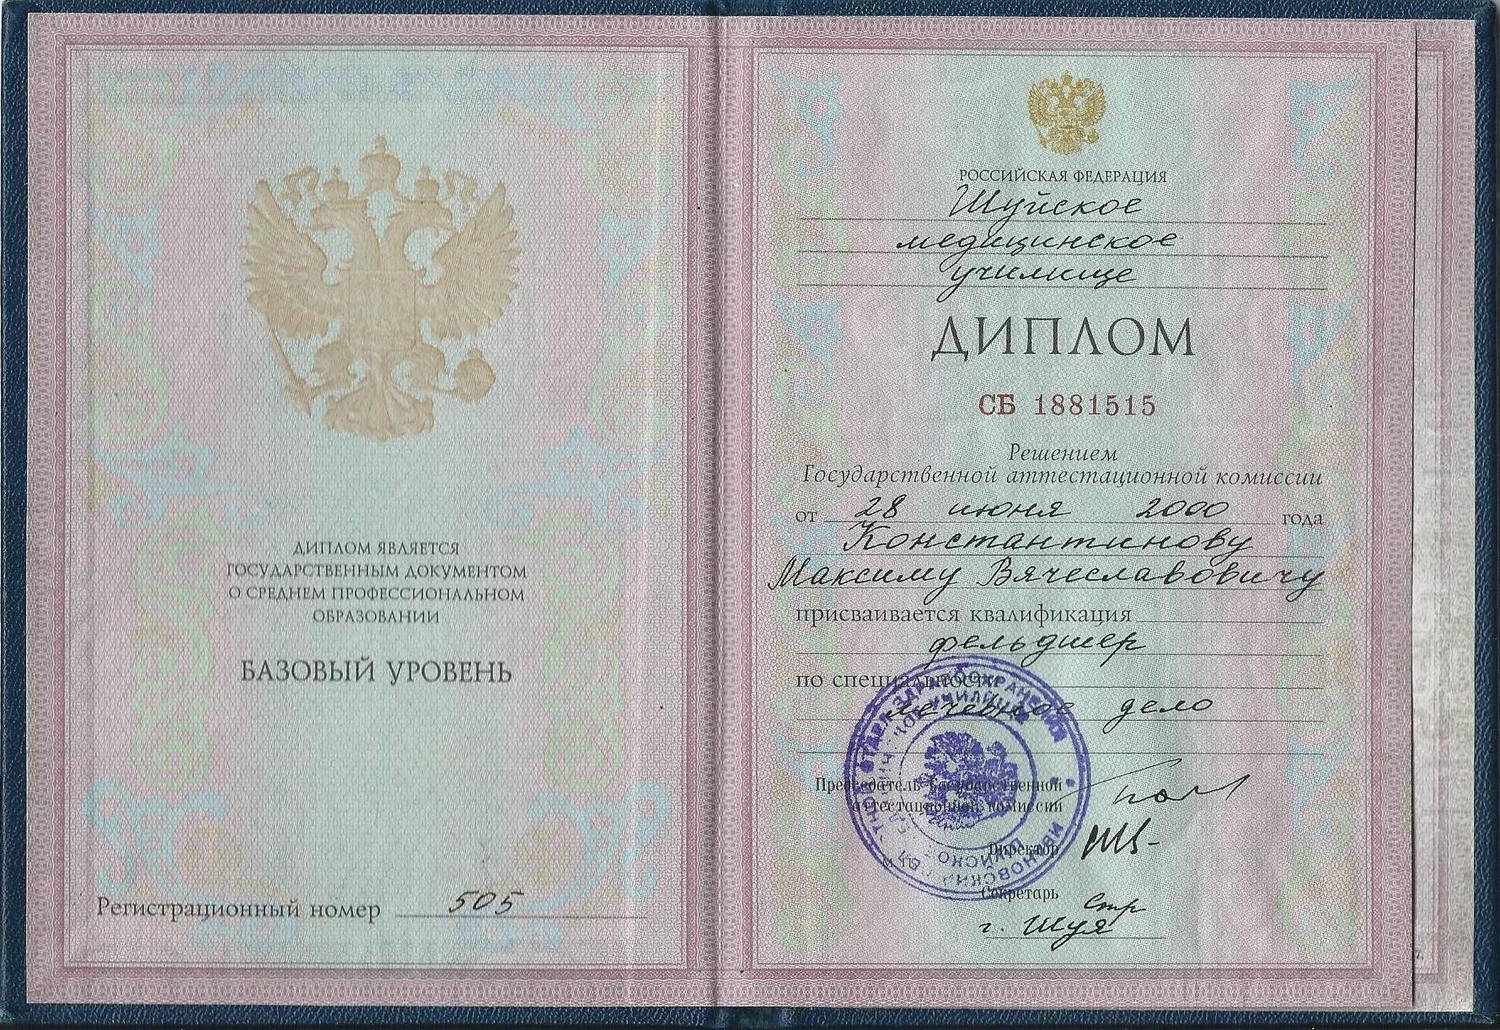 ДИПЛОМ ЯВЛЯЕТСЯ
ГОСУДАРСТВЕННЫМ ДОКУМЕНТОМ
О СРЕДНЕМ ПРОФЕССИОНАЛЬНОМ
ОБРАЗОВАНИИ
БАЗОВЫЙ УРОВЕНЬ
Регистрационный номер 505
РОССИЙСКАЯ ФЕДЕРАЦИЯ
Шуйское
медицинское
училище
ДИПЛОМ
СБ 1881515
Решением
Государственной аттестационной комиссии
от 28 июня 2000 года
Константинову
Максиму Вячеславовичу
присваивается квалификация
фельдшер
по специальности
лечебное дело
Председатель Государственной
аттестационной комиссии
Директор
Секретарь
г. Шуя
ОТДЕЛ ЗДРАВООХРАНЕНИЯ